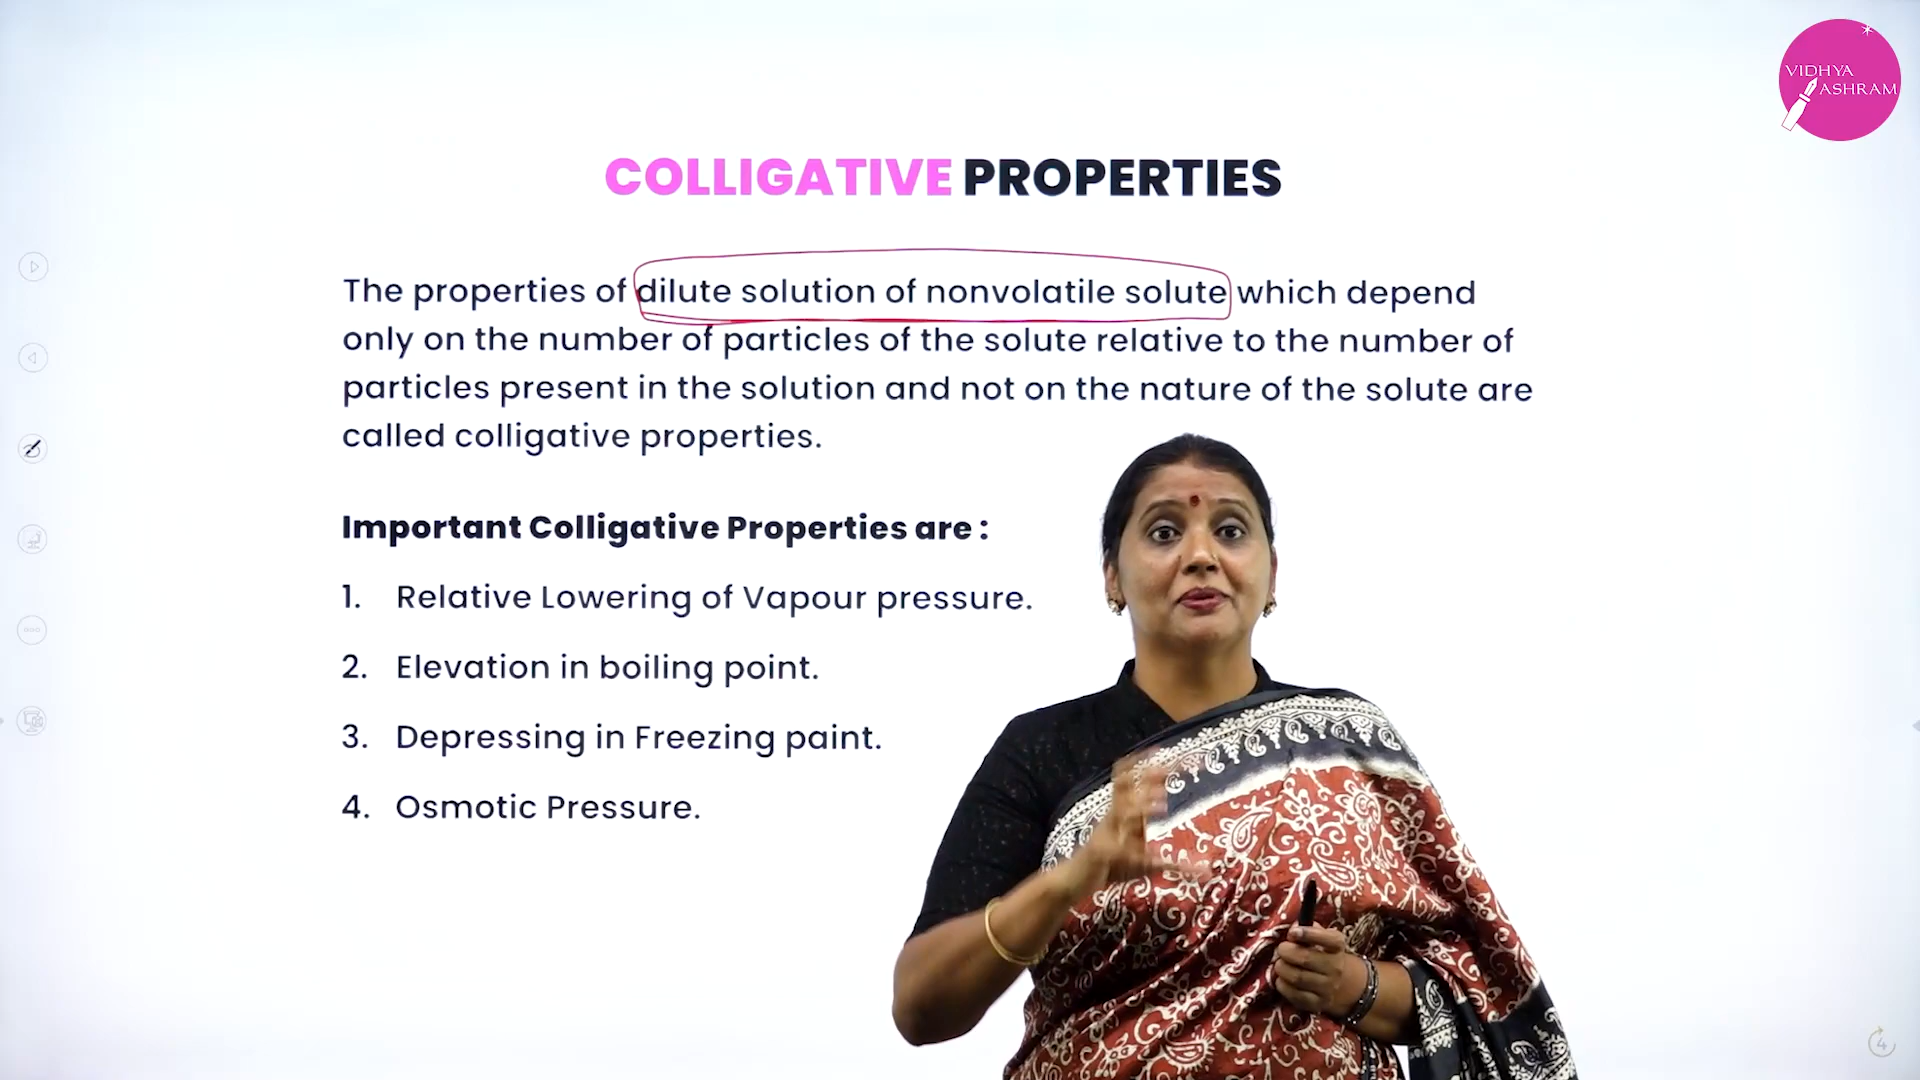 VIDHYA
ASHRAM
COLLIGATIVE PROPERTIES
The properties of dilute solution of nonvolatile solute which depend
only on the number of particles of the solute relative to the number of
particles present in the solution and not on the nature of the solute are
called colligative properties.
Important Colligative Properties are :
1. Relative Lowering of Vapour pressure.
2. Elevation in boiling point.
3. Depressing in Freezing paint.
4. Osmotic Pressure.
4